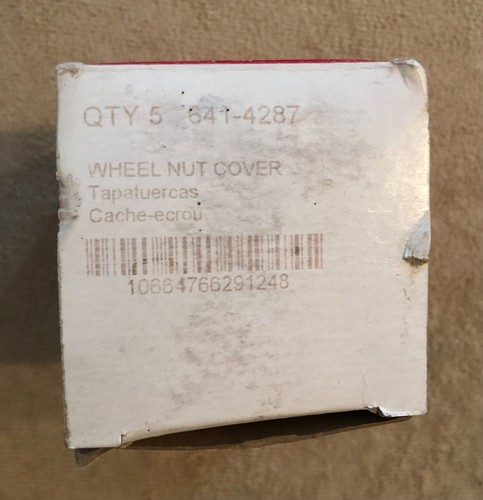 QTY 5 641-4287
WHEEL NUT COVER
Tapatuercas
Cache-ecrou
10664766291248